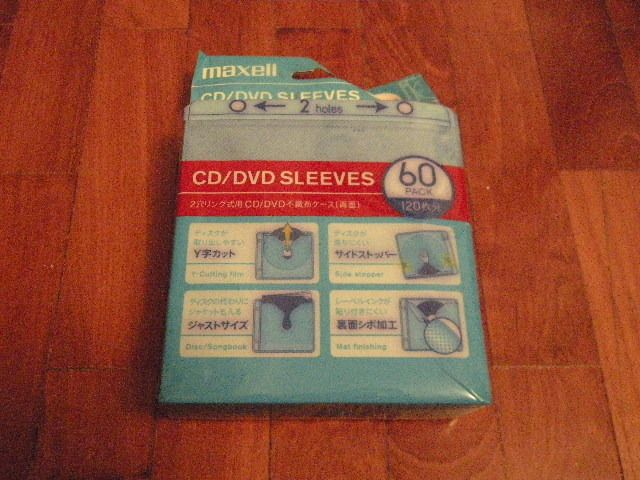 maxell
CD/DVD SLEEVES
2 holes
CD/DVD SLEEVES
60
PACK
120枚分
2穴リング式用CD/DVD不織布ケース(両面)
ディスクが
取り出しやすい
Y字カット
Y-Cutting film
ディスクが
落ちにくい
サイドストッパー
Side stopper
ディスクの代わりに
ジャケットも入る
ジャストサイズ
Disc/Songbook
レーベルインクが
貼り付きにくい
裏面シボ加工
Mat finishing